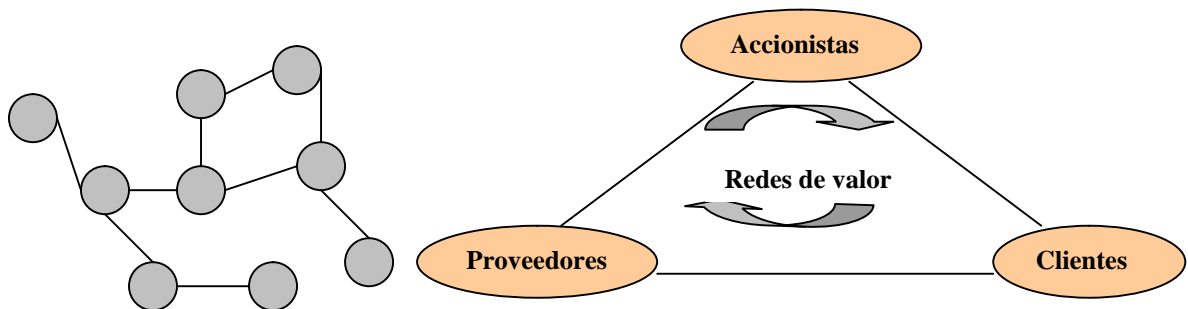 Accionistas
Redes de valor
Proveedores
Clientes